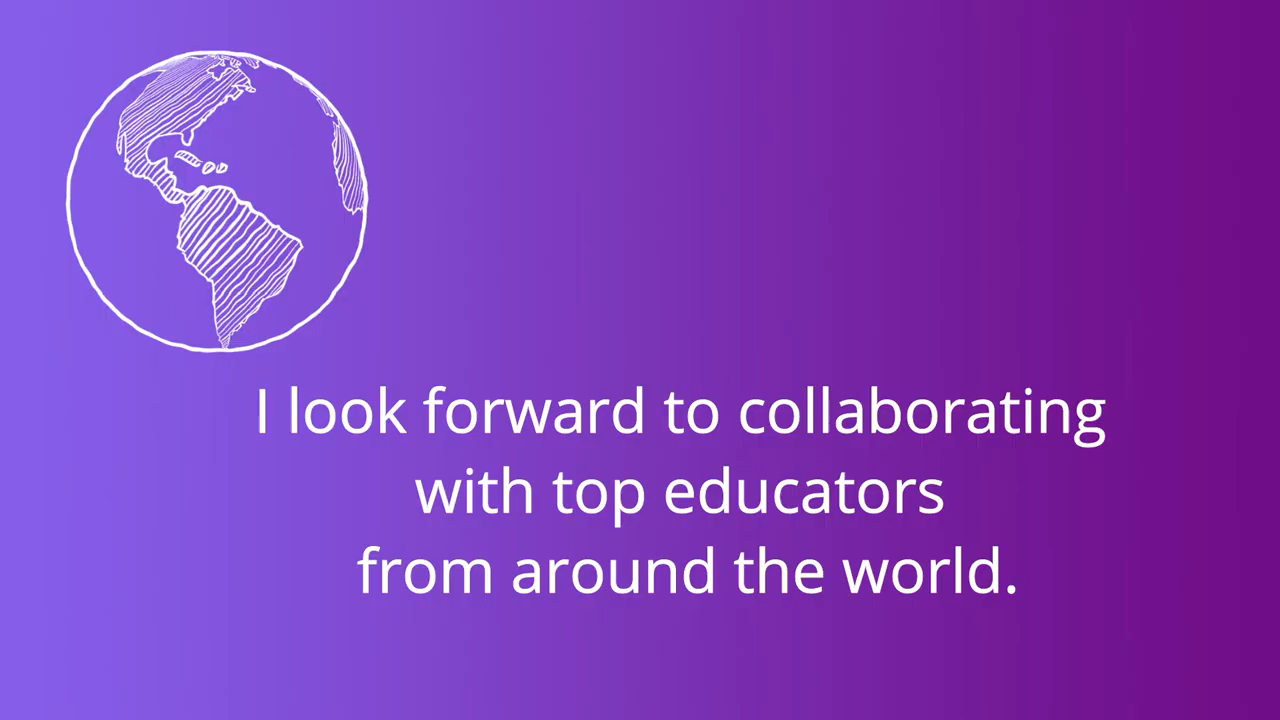 I look forward to collaborating
with top educators
from around the world.